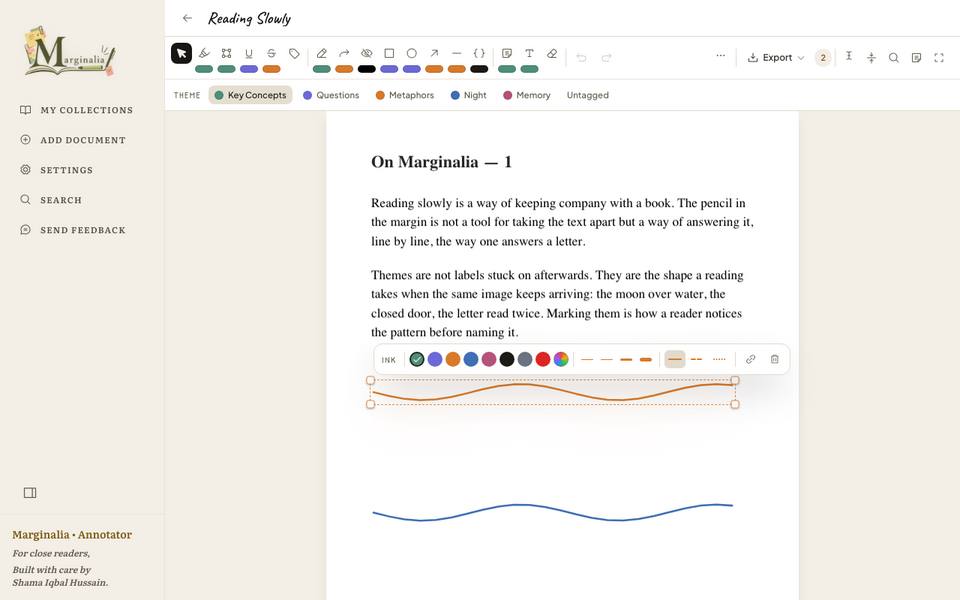 Marginalia
MY COLLECTIONS
ADD DOCUMENT
SETTINGS
SEARCH
SEND FEEDBACK
Marginalia • Annotator
For close readers,
Built with care by
Shama Iqbal Hussain.
Reading Slowly
Export
2
THEME
Key Concepts
Questions
Metaphors
Night
Memory
Untagged
On Marginalia — 1
Reading slowly is a way of keeping company with a book. The pencil in
the margin is not a tool for taking the text apart but a way of answering it,
line by line, the way one answers a letter.
Themes are not labels stuck on afterwards. They are the shape a reading
takes when the same image keeps arriving: the moon over water, the
closed door, the letter read twice. Marking them is how a reader notices
the pattern before naming it.
INK